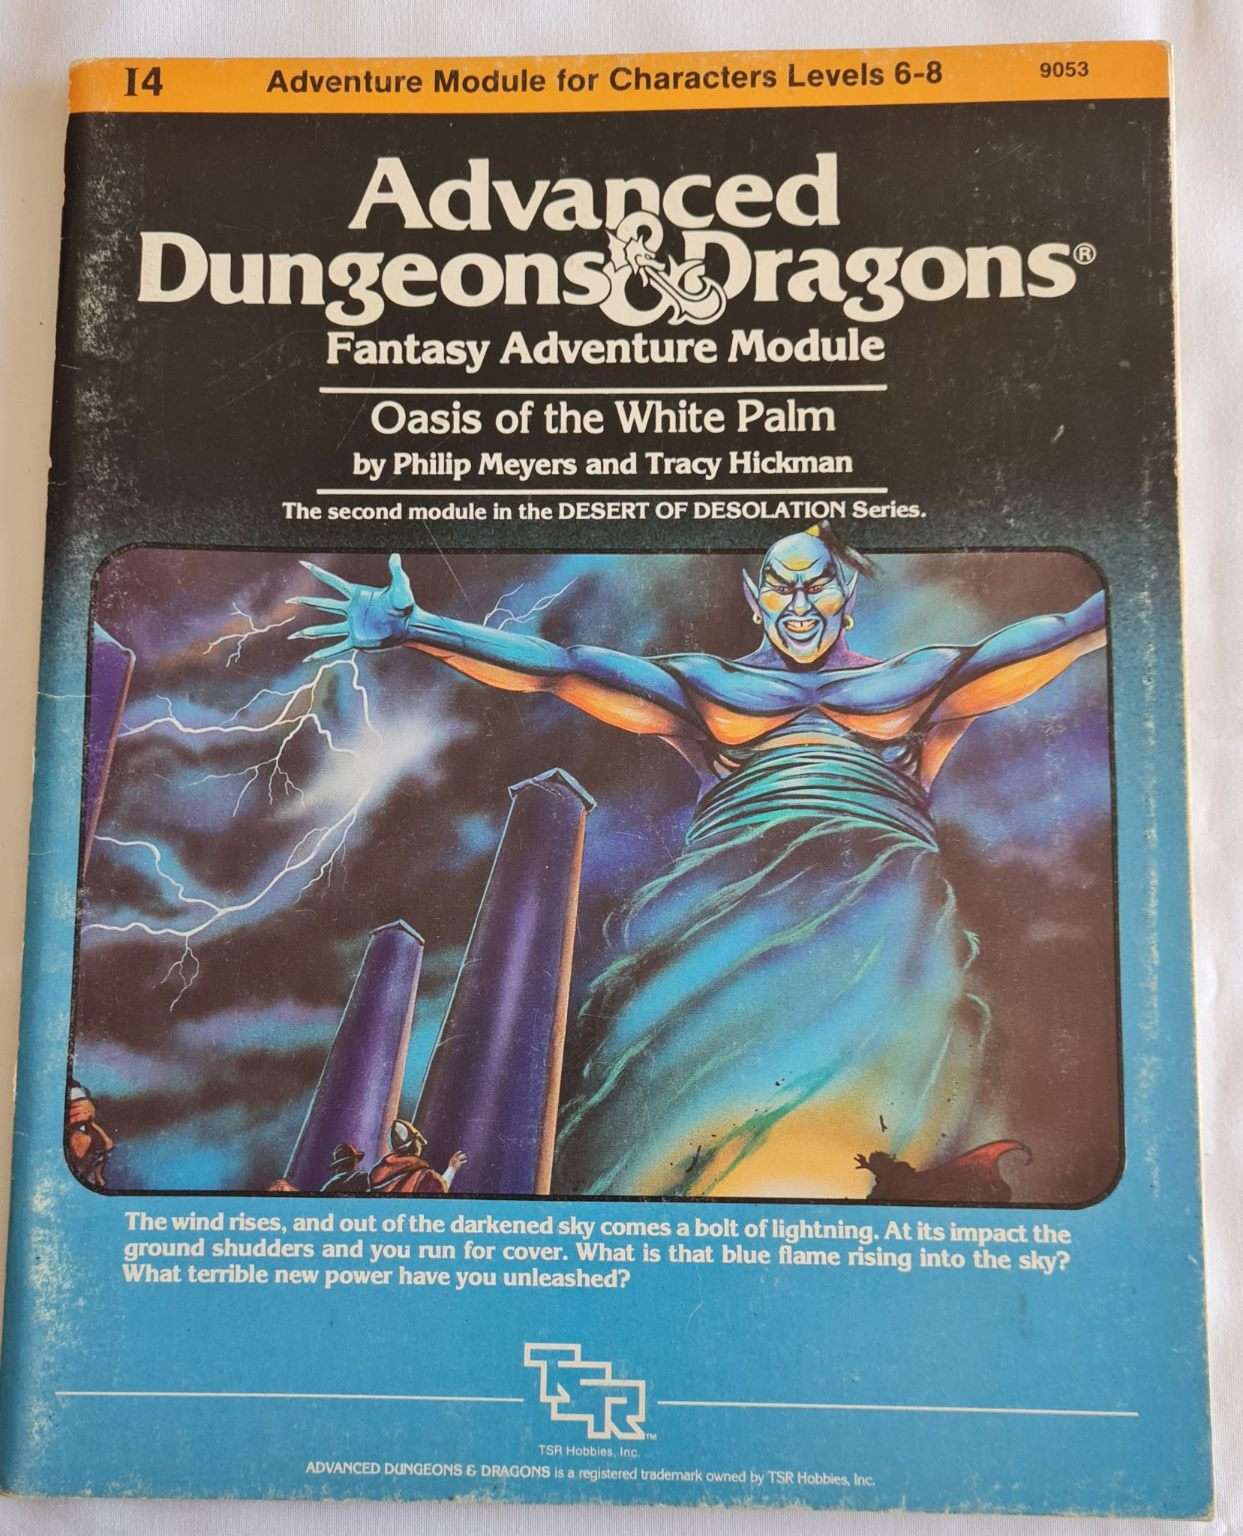 I4 Adventure Module for Characters Levels 6-8 9053
Advanced
Dungeons & Dragons®
Fantasy Adventure Module
Oasis of the White Palm
by Philip Meyers and Tracy Hickman
The second module in the DESERT OF DESOLATION Series.
The wind rises, and out of the darkened sky comes a bolt of lightning. At its impact the
ground shudders and you run for cover. What is that blue flame rising into the sky?
What terrible new power have you unleashed?
TSR™
TSR Hobbies, Inc.
ADVANCED DUNGEONS & DRAGONS is a registered trademark owned by TSR Hobbies, Inc.